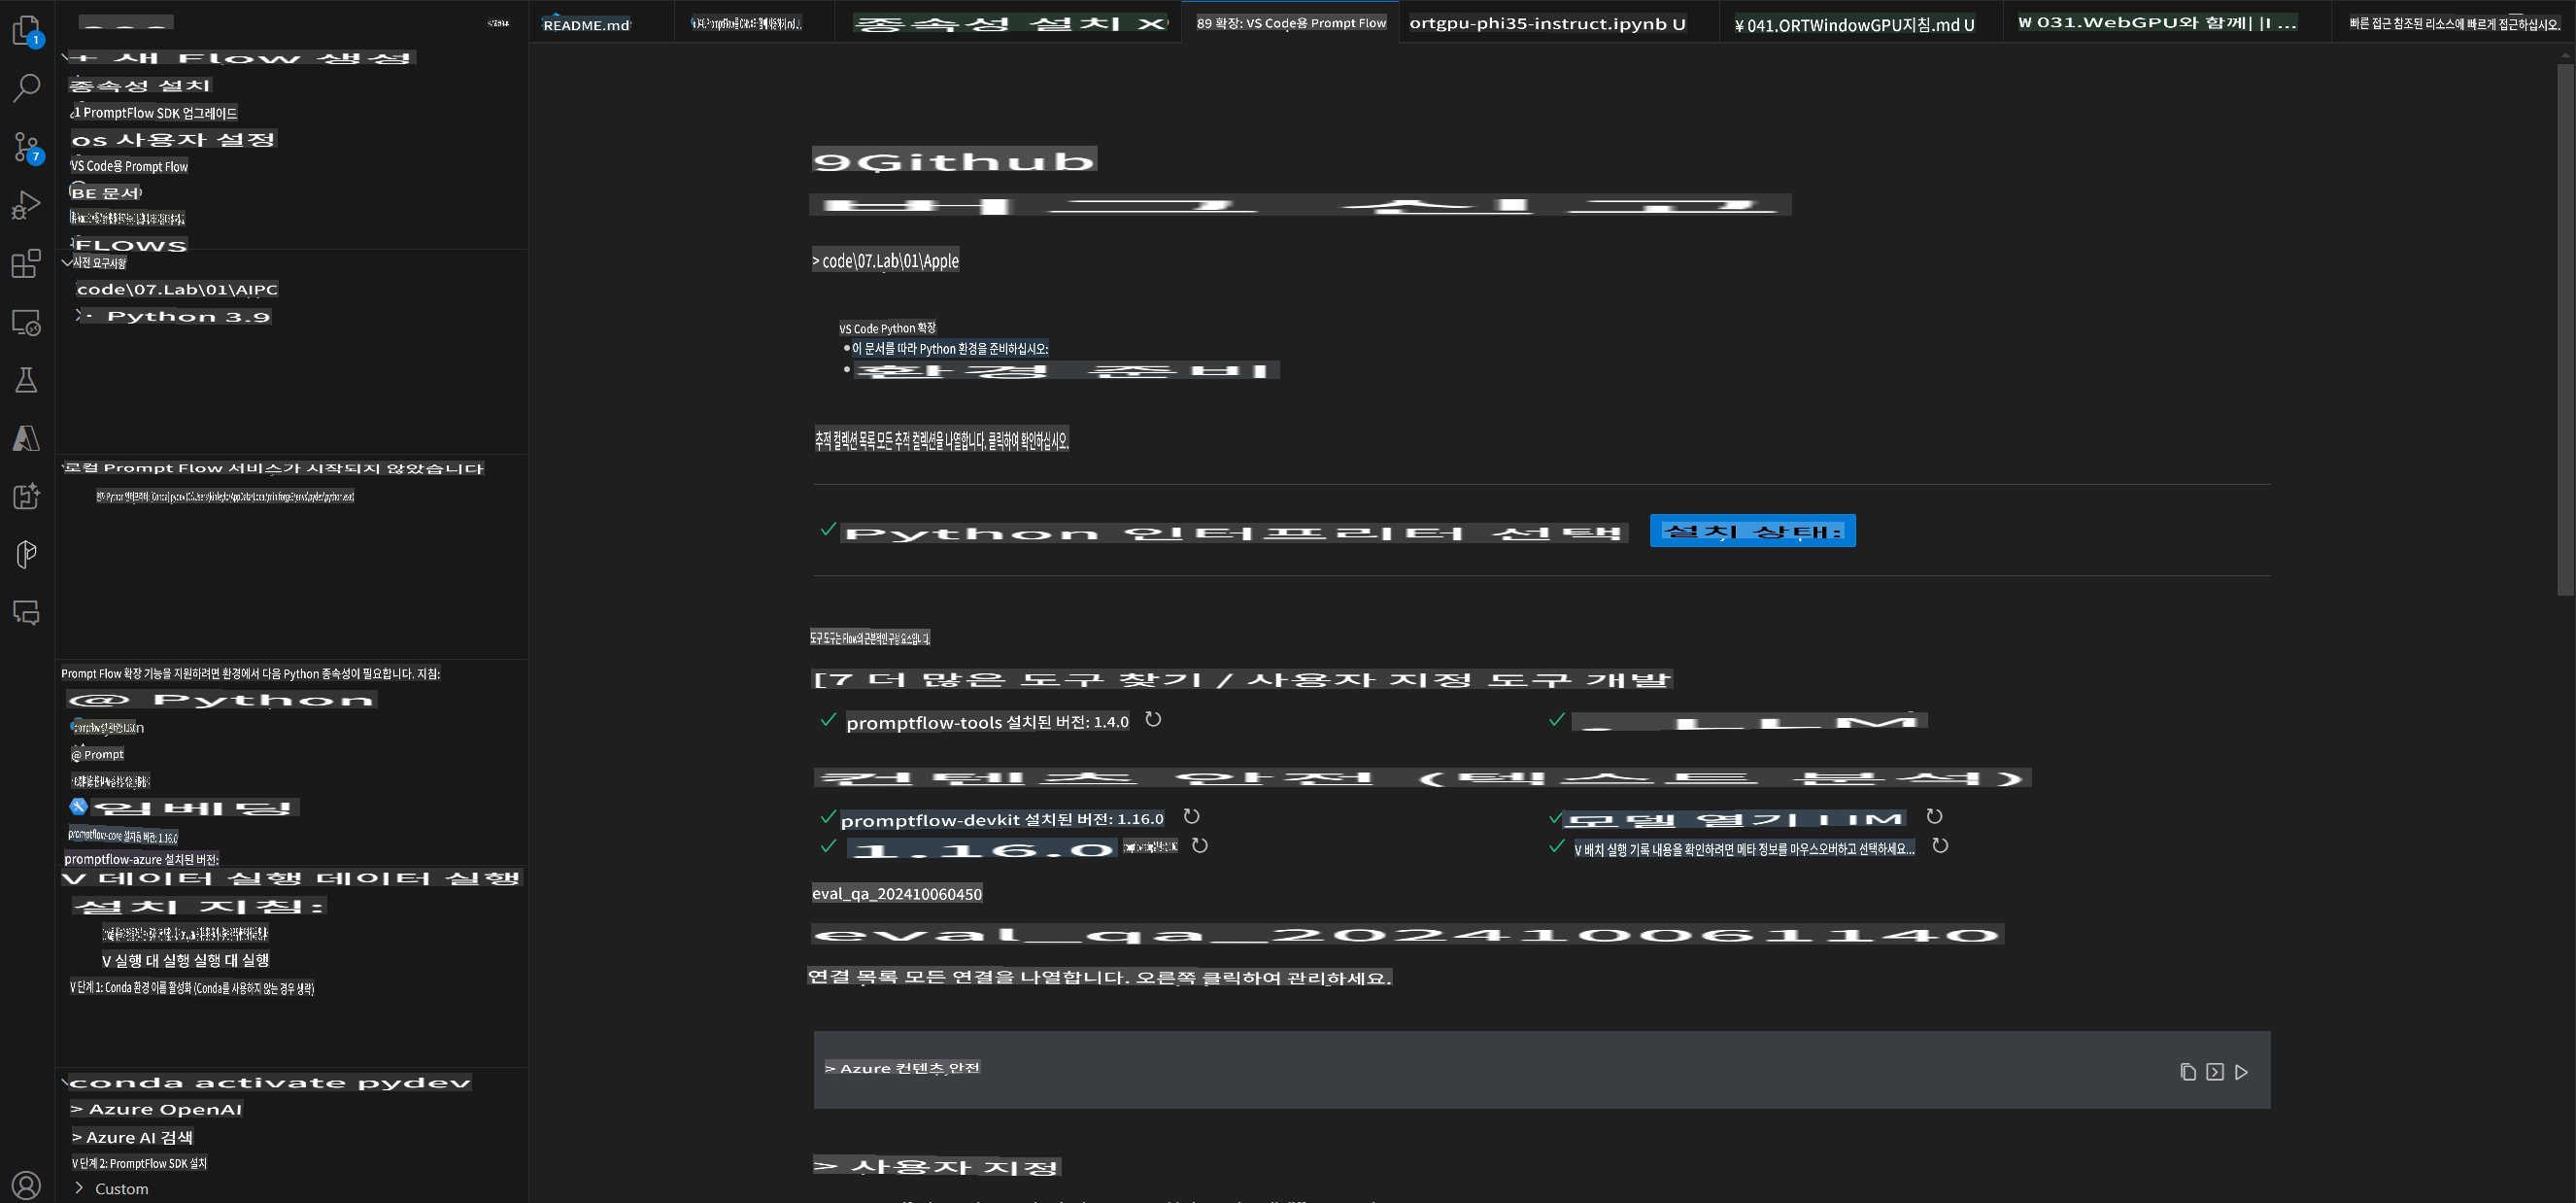 README.md
종속성 설치 X
89 확장: VS Code용 Prompt Flow
ortgpu-phi35-instruct.ipynb U
¥ 041.ORTWindowGPU지침.md U
₩ 031.WebGPU와 함께| |I ...
빠른 접근 참조된 리소스에 빠르게 접근하십시오.
1
7
+ 새 Flow 생성
종속성 설치
1 PromptFlow SDK 업그레이드
os 사용자 설정
VS Code용 Prompt Flow
BE 문서
FLOWS
사전 요구사항
code\07.Lab\01\AIPC
· Python 3.9
로컬 Prompt Flow 서비스가 시작되지 않았습니다
Prompt Flow 확장 기능을 지원하려면 환경에서 다음 Python 종속성이 필요합니다. 지침:
@ Python
@ Prompt
임베딩
promptflow-core 설치된 버전: 1.16.0
promptflow-azure 설치된 버전:
V 데이터 실행 데이터 실행
설치 지침:
V 실행 대 실행 실행 대 실행
V 단계 1: Conda 환경 이름 활성화 (Conda를 사용하지 않는 경우 생략)
conda activate pydev
> Azure OpenAI
> Azure AI 검색
V 단계 2: PromptFlow SDK 설치
Custom
9Github
버그 신고
> code\07.Lab\01\Apple
VS Code Python 확장
이 문서를 따라 Python 환경을 준비하십시오:
환경 준비
추적 컬렉션 목록 모든 추적 컬렉션을 나열합니다. 클릭하여 확인하십시오.
Python 인터프리터 선택
설치 상태:
도구 도구는 Flow의 근본적인 구성 요소입니다.
[7 더 많은 도구 찾기 / 사용자 지정 도구 개발
promptflow-tools 설치된 버전: 1.4.0
. LLM
컨텐츠 안전 (텍스트 분석)
promptflow-devkit 설치된 버전: 1.16.0
모델 열기 IIM
1.16.0
V 배치 실행 기록 내용을 확인하려면 메타 정보를 마우스오버하고 선택하세요...
eval_qa_202410060450
eval_qa_202410061140
연결 목록 모든 연결을 나열합니다. 오른쪽 클릭하여 관리하세요.
> Azure 컨텐츠 안전
> 사용자 지정